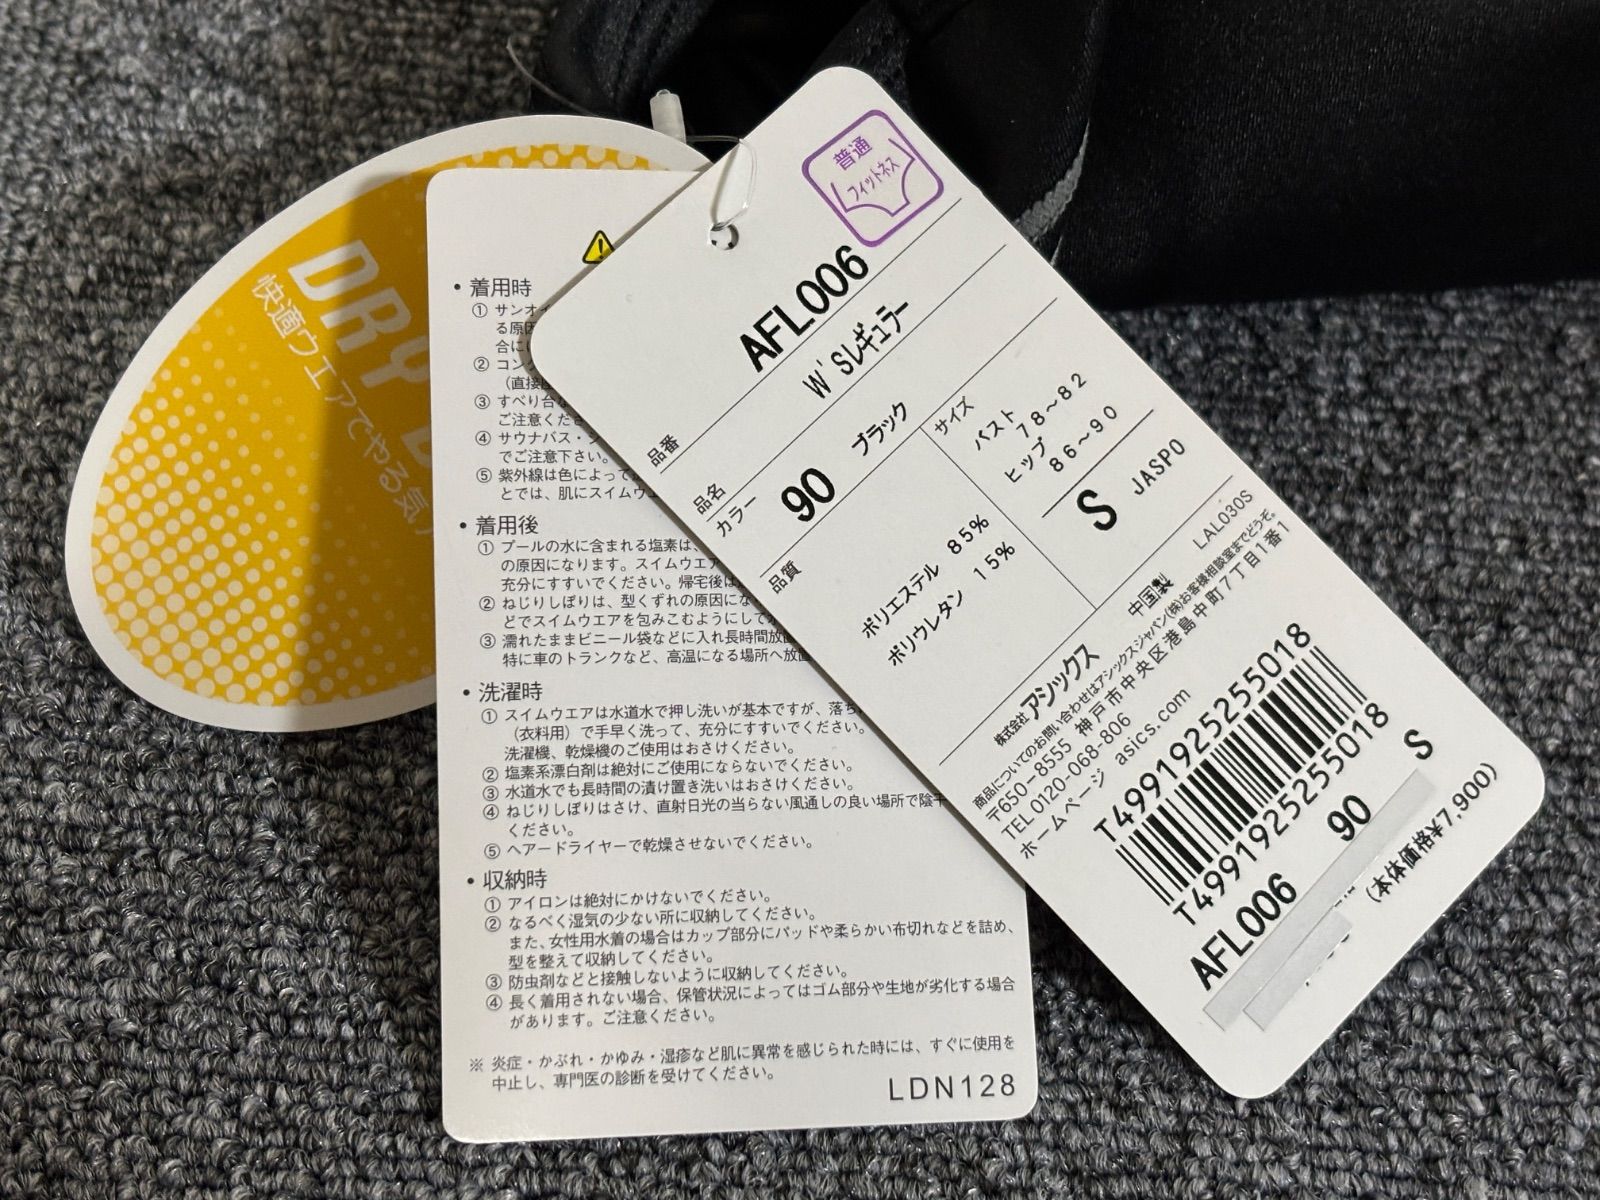 DRY
快適ウエアでやる気
・着用時
① サンオイ
る原因
合に
② コン
(直接
③ すべり台
ご注意くださ
④ サウナバス・
でご注意下さい。
⑤ 紫外線は色によって
とでは、肌にスイムウエ
・着用後
① プールの水に含まれる塩素は、
の原因になります。スイムウエア
充分にすすいでください。帰宅後は
② ねじりしぼりは、型くずれの原因にな
どでスイムウエアを包みこむようにして
③ 濡れたままビニール袋などに入れ長時間放置
特に車のトランクなど、高温になる場所へ放置
・洗濯時
① スイムウエアは水道水で押し洗いが基本ですが、落ち
(衣料用)で手早く洗って、充分にすすいでください。
洗濯機、乾燥機のご使用はおさけください。
② 塩素系漂白剤は絶対にご使用にならないでください。
③ 水道水でも長時間の漬け置き洗いはおさけください。
④ ねじりしぼりはさけ、直射日光の当らない風通しの良い場所で陰干
ください。
⑤ ヘアードライヤーで乾燥させないでください。
・収納時
① アイロンは絶対にかけないでください。
② なるべく湿気の少ない所に収納してください。
また、女性用水着の場合はカップ部分にパッドや柔らかい布切れなどを詰め、
型を整えて収納してください。
③ 防虫剤などと接触しないように収納してください。
④ 長く着用されない場合、保管状況によってはゴム部分や生地が劣化する場合
があります。ご注意ください。
※ 炎症・かぶれ・かゆみ・湿疹など肌に異常を感じられた時には、すぐに使用を
中止し、専門医の診断を受けてください。
LDN128
普通
フィットネス
品番 AFL006
品名 W'Sレギュラー
カラー 90 ブラック
サイズ
バスト
78〜82
ヒップ
86〜90
S JASPO
品質
ポリエステル 85%
ポリウレタン 15%
LAL030S
中国製
株式会社アシックス
商品についてのお問い合わせはアシックスジャパン(株)お客様相談室までどうぞ。
〒650-8555 神戸市中央区港島中町7丁目1番1
TEL 0120-068-806
ホームページ asics.com
T4991925255018
T4991925255018
AFL006 90 S
(本体価格¥7,900)